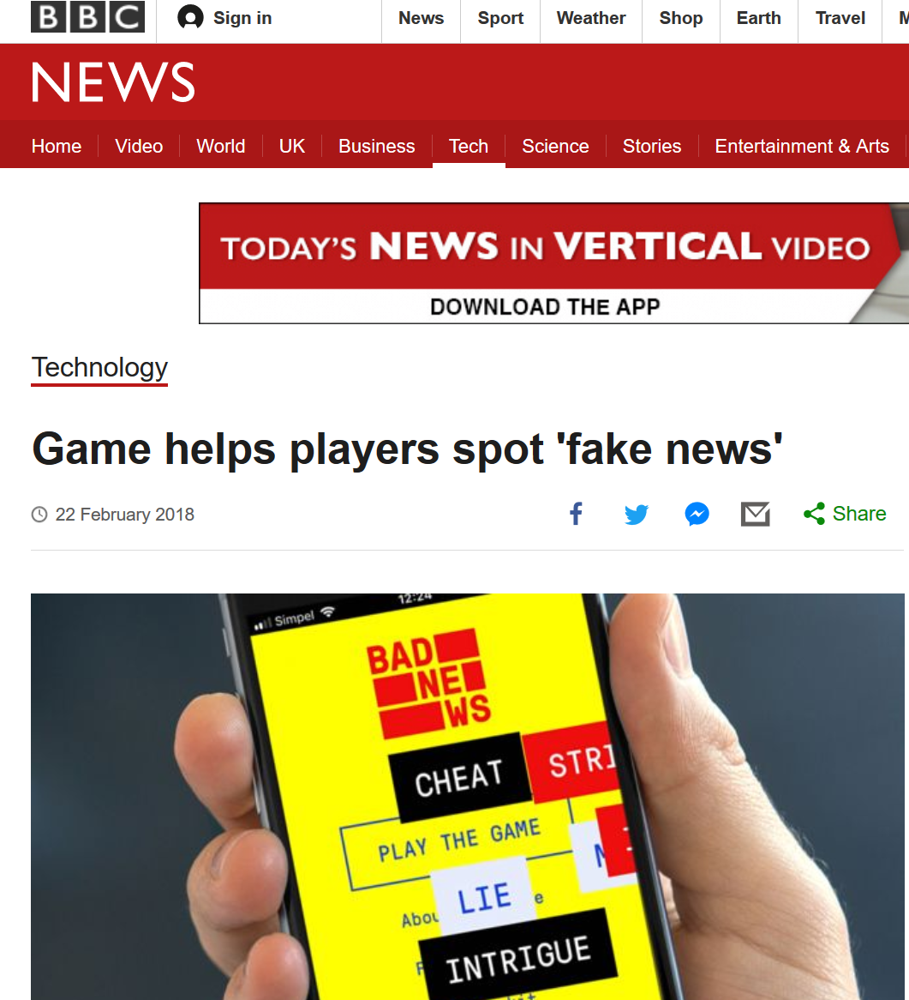 BBC Sign in News Sport Weather Shop Earth Travel
NEWS
Home Video World UK Business Tech Science Stories Entertainment & Arts
TODAY'S NEWS IN VERTICAL VIDEO
DOWNLOAD THE APP
Technology
Game helps players spot 'fake news'
22 February 2018 Share
Simpel 12:24
BAD
NE
WS
CHEAT
PLAY THE GAME
LIE
INTRIGUE